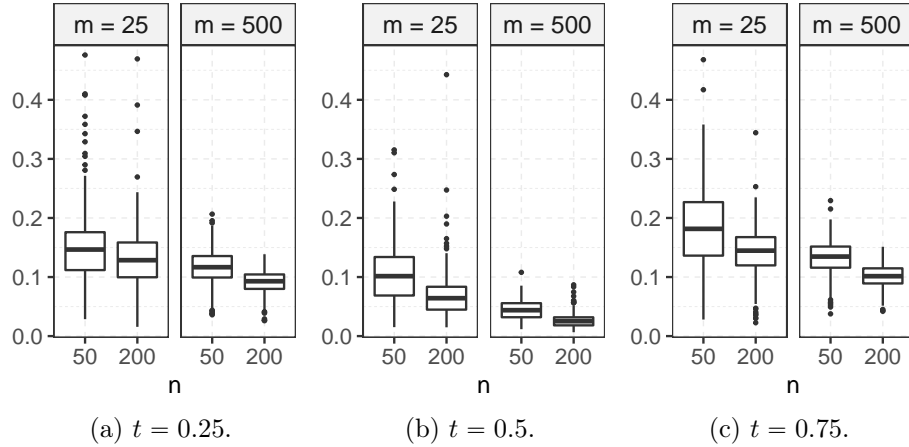 m = 25 m = 500 m = 25 m = 500 m = 25 m = 500
0.4 0.4 0.4
0.3 0.3 0.3
0.2 0.2 0.2
0.1 0.1 0.1
0.0 0.0 0.0
50 200 50 200 50 200 50 200 50 200 50 200
n n n
(a) t = 0.25. (b) t = 0.5. (c) t = 0.75.